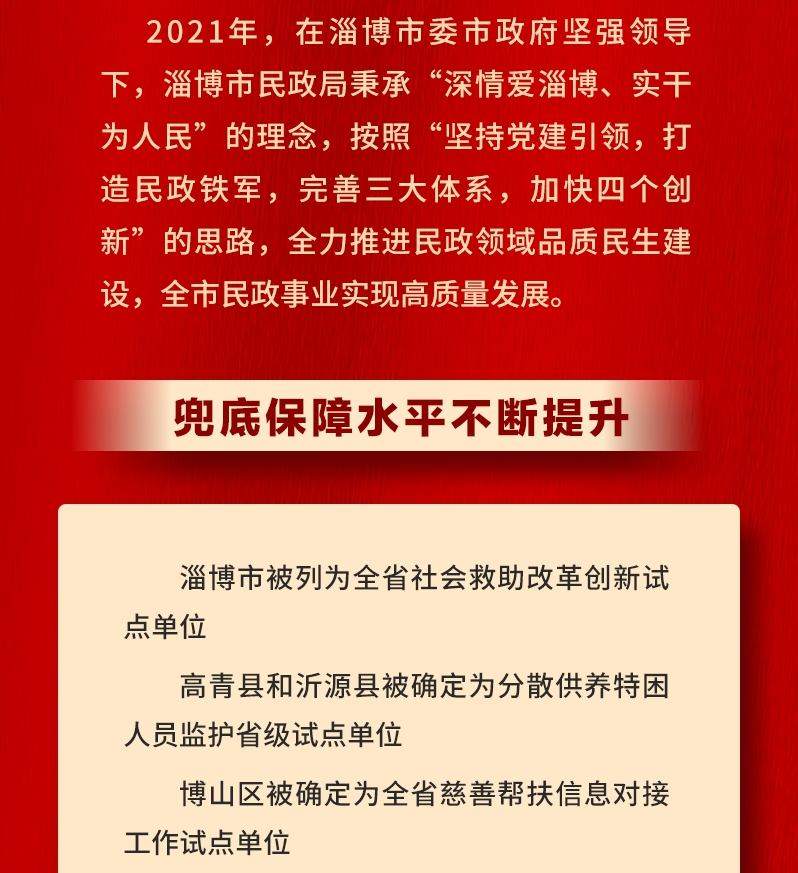 2021年，在淄博市委市政府坚强领导
下，淄博市民政局秉承“深情爱淄博、实干
为人民”的理念，按照“坚持党建引领，打
造民政铁军，完善三大体系，加快四个创
新”的思路，全力推进民政领域品质民生建
设，全市民政事业实现高质量发展。
兜底保障水平不断提升
淄博市被列为全省社会救助改革创新试
点单位
高青县和沂源县被确定为分散供养特困
人员监护省级试点单位
博山区被确定为全省慈善帮扶信息对接
工作试点单位